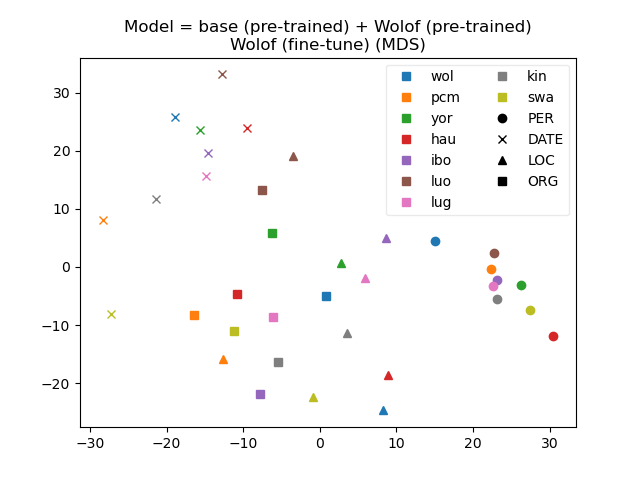 Model = base (pre-trained) + Wolof (pre-trained)
Wolof (fine-tune) (MDS)
wol
pcm
yor
hau
ibo
luo
lug
kin
swa
PER
DATE
LOC
ORG
30
20
10
0
−10
−20
−30
−20
−10
0
10
20
30